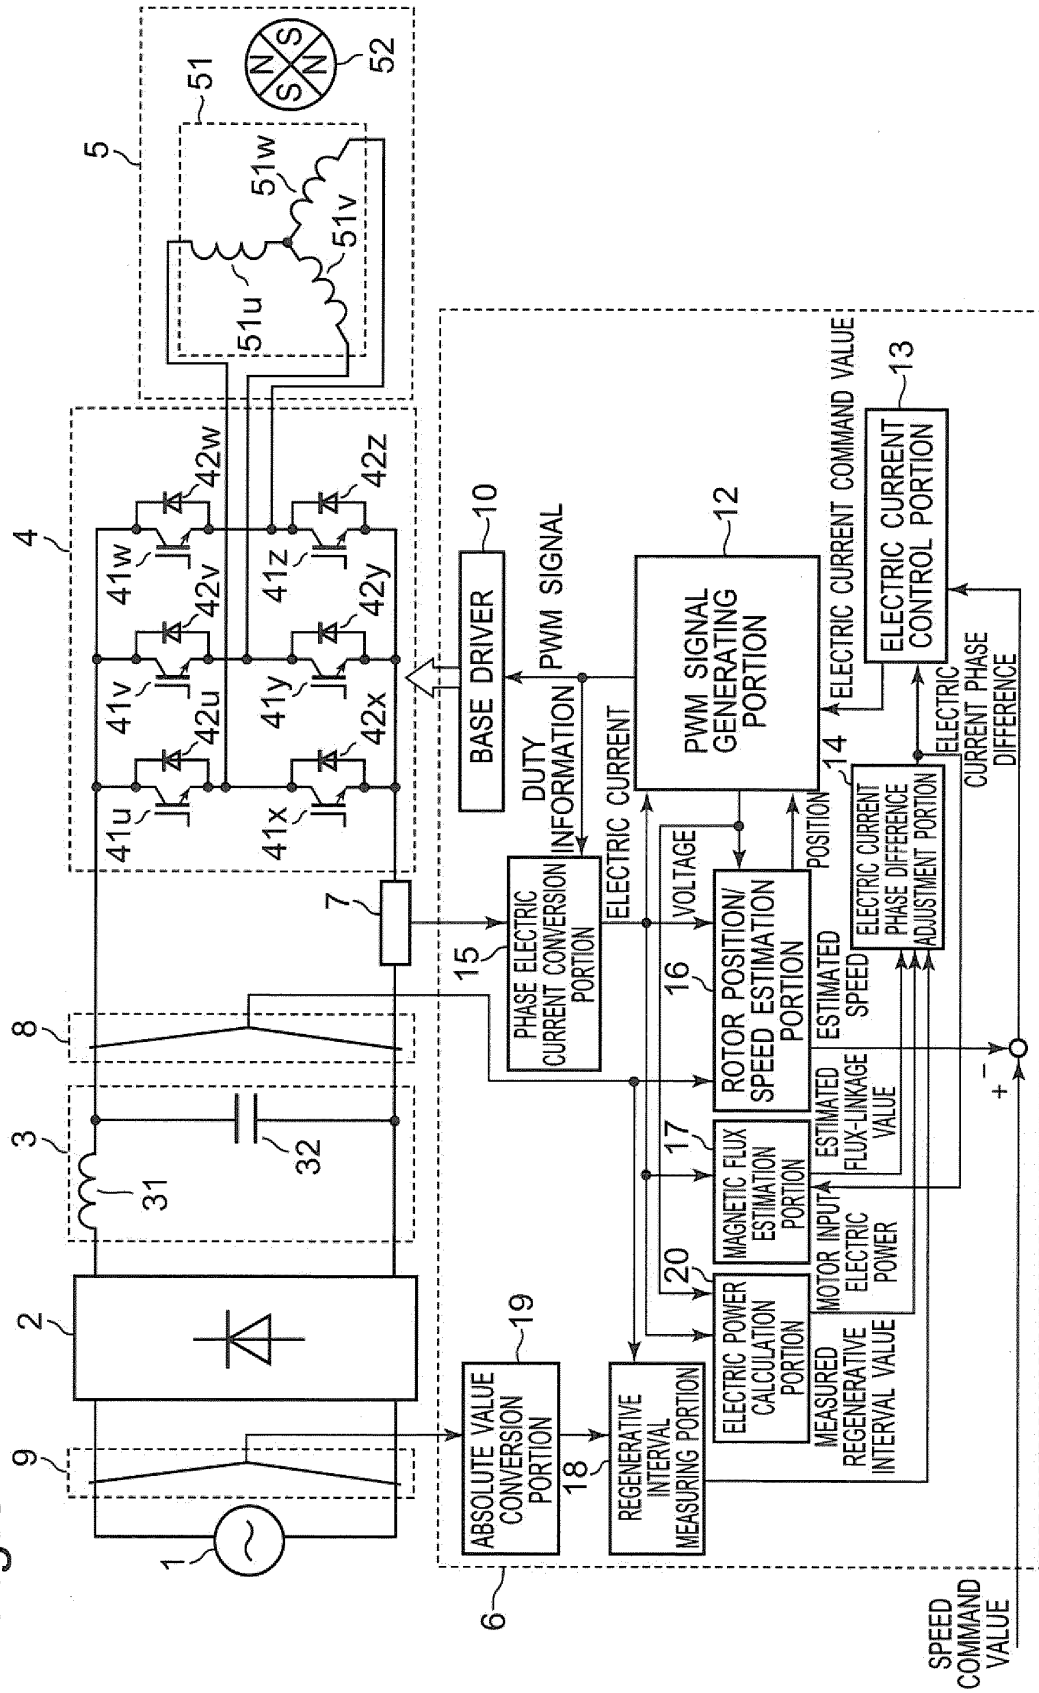 1
9
2
3
31
32
8
7
4
41u
42u
41v
42v
41w
42w
41x
42x
41y
42y
41z
42z
5
51
51u
51v
51w
52
N
S
N
S
6
ABSOLUTE VALUE
CONVERSION
PORTION
19
18
REGENERATIVE
INTERVAL
MEASURING PORTION
20
ELECTRIC POWER
CALCULATION
PORTION
17
MAGNETIC FLUX
ESTIMATION
PORTION
16
ROTOR POSITION/
SPEED ESTIMATION
PORTION
15
PHASE ELECTRIC
CURRENT CONVERSION
PORTION
10
BASE DRIVER
PWM SIGNAL
DUTY
INFORMATION
ELECTRIC CURRENT
VOLTAGE
POSITION
12
PWM SIGNAL
GENERATING
PORTION
14
ELECTRIC CURRENT
PHASE DIFFERENCE
ADJUSTMENT PORTION
13
ELECTRIC CURRENT
CONTROL PORTION
ELECTRIC CURRENT COMMAND VALUE
ELECTRIC
CURRENT PHASE
DIFFERENCE
ESTIMATED
SPEED
ESTIMATED
FLUX-LINKAGE
VALUE
MOTOR INPUT
ELECTRIC
POWER
MEASURED
REGENERATIVE
INTERVAL VALUE
+
−
SPEED
COMMAND
VALUE